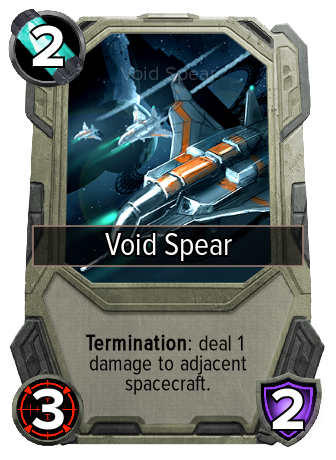 2
Void Spear
Void Spear
Termination: deal 1
damage to adjacent
spacecraft.
3
2